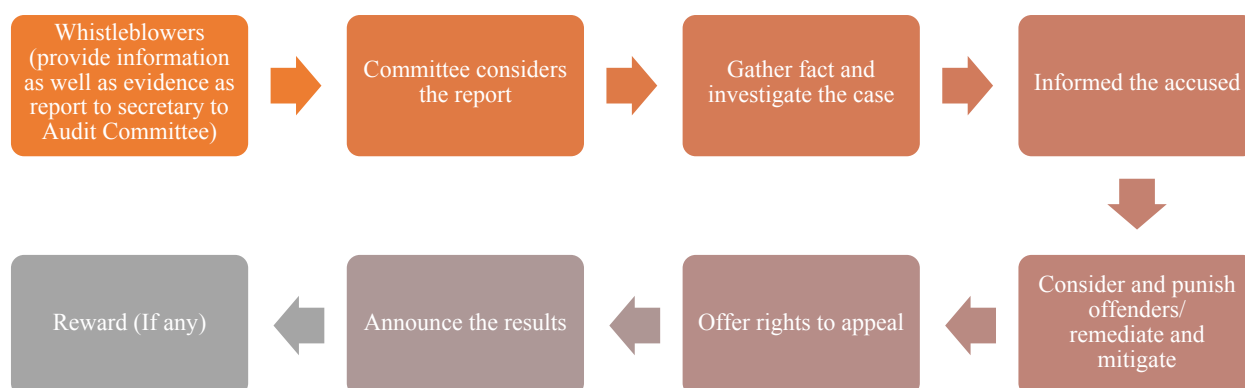 Whistleblowers
(provide information
as well as evidence as
report to secretary to
Audit Committee)
Committee considers
the report
Gather fact and
investigate the case
Informed the accused
Consider and punish
offenders/
remediate and
mitigate
Offer rights to appeal
Announce the results
Reward (If any)